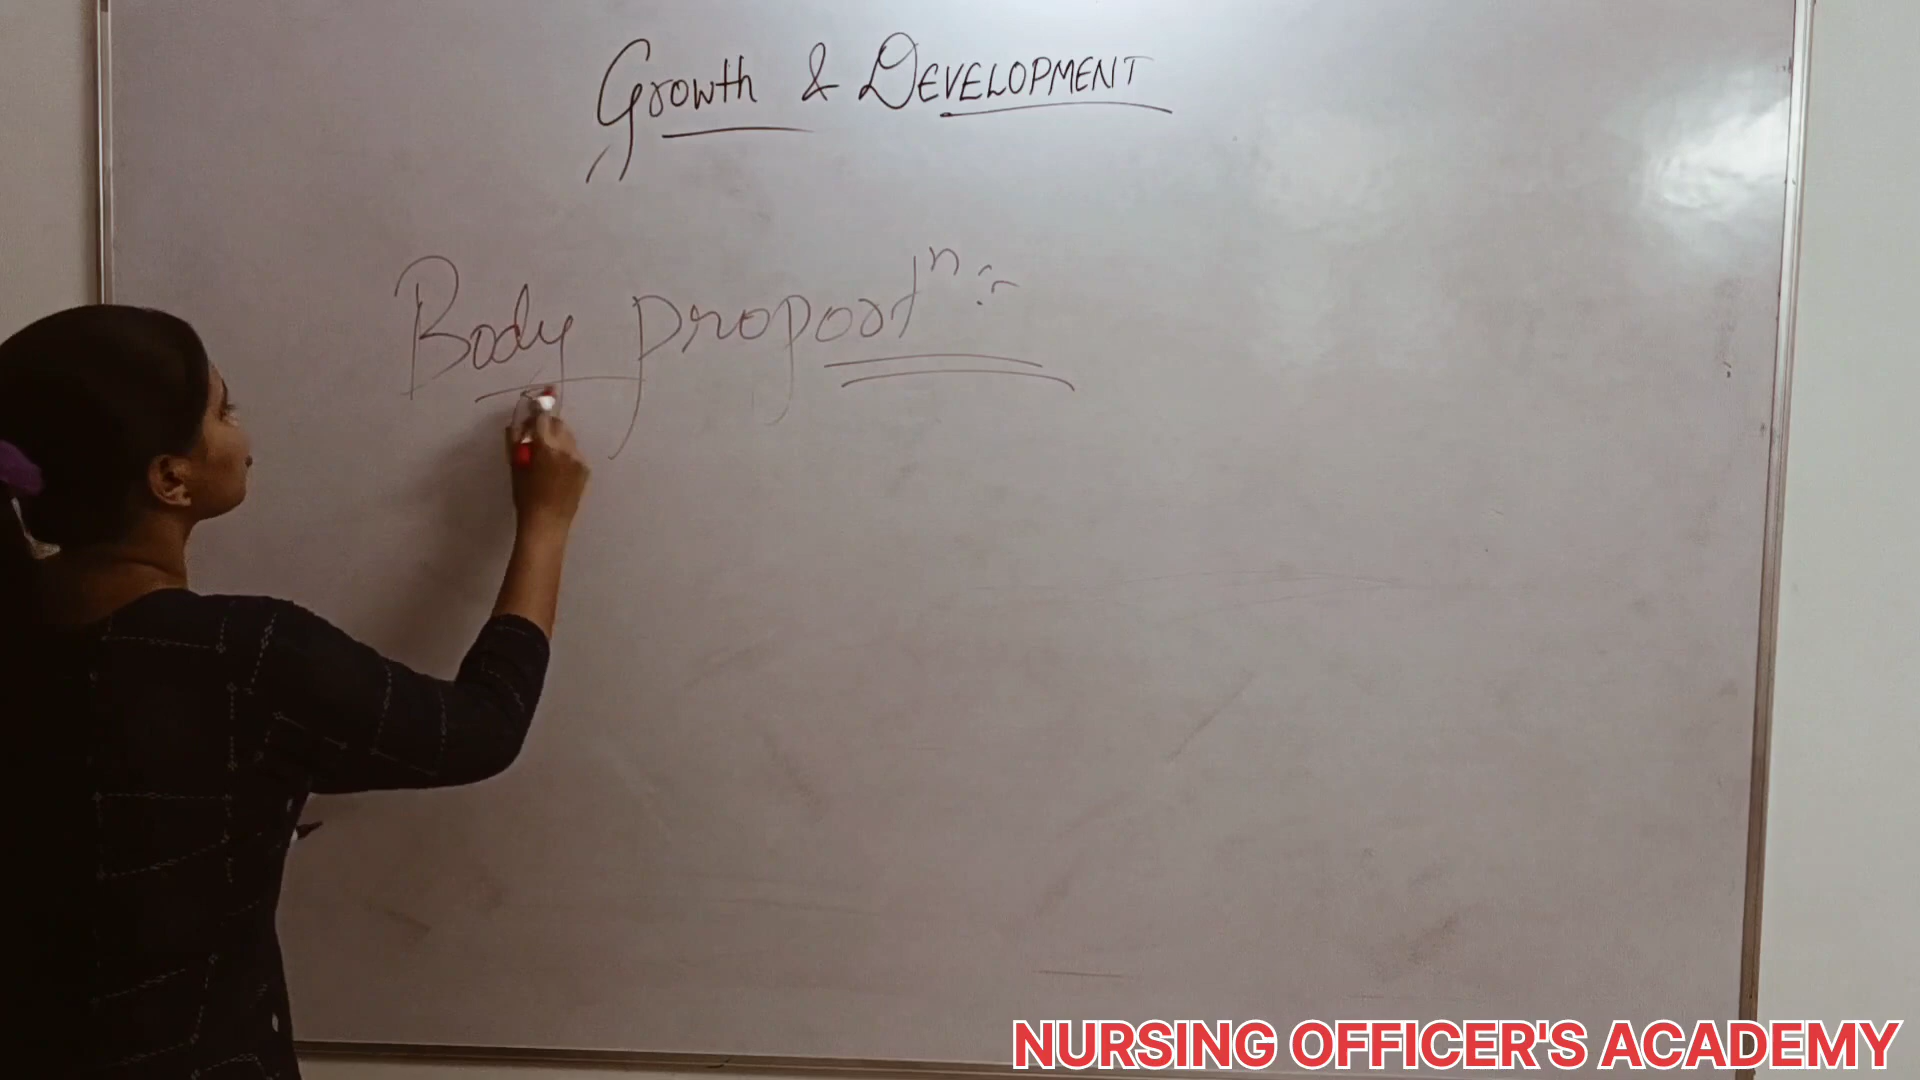 Growth & DEVELOPMENT
Body proportⁿ :-
NURSING OFFICER'S ACADEMY